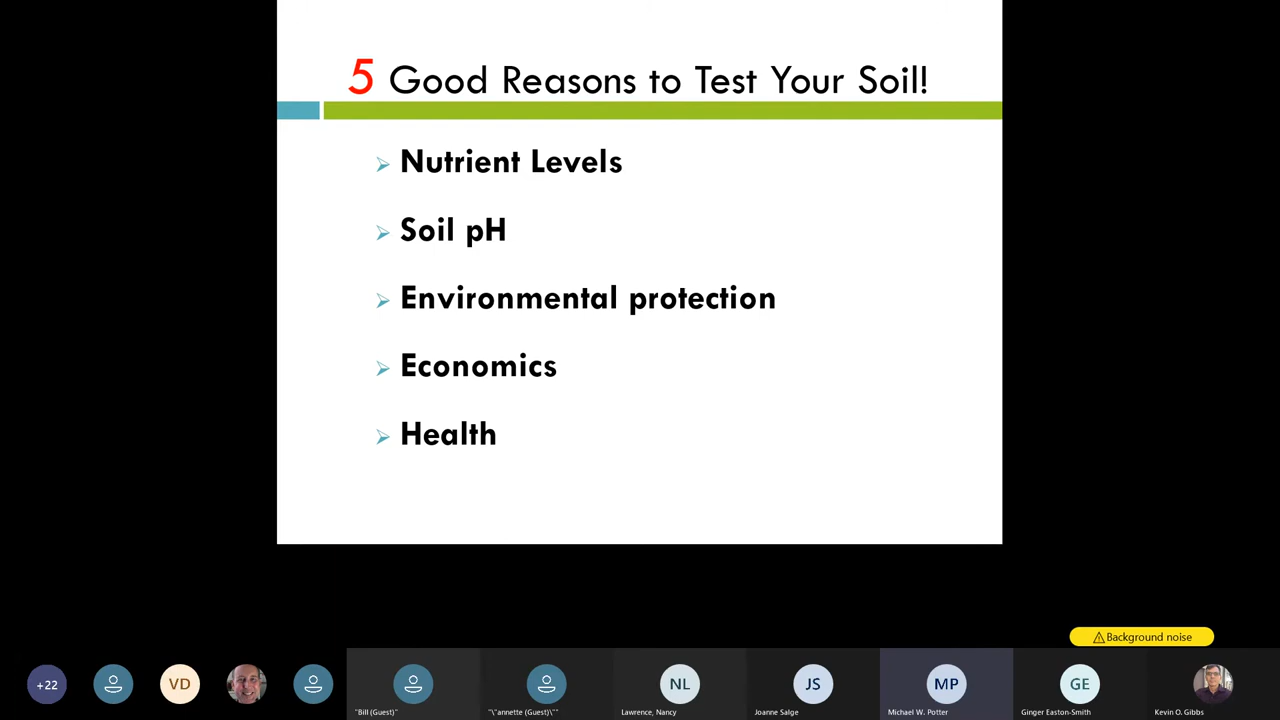 5 Good Reasons to Test Your Soil!
Nutrient Levels
Soil pH
Environmental protection
Economics
Health
Background noise
+22
VD
NL
JS
MP
GE
"Bill (Guest)"
"\"annette (Guest)\""
Lawrence, Nancy
Joanne Salge
Michael W. Potter
Ginger Easton-Smith
Kevin O. Gibbs